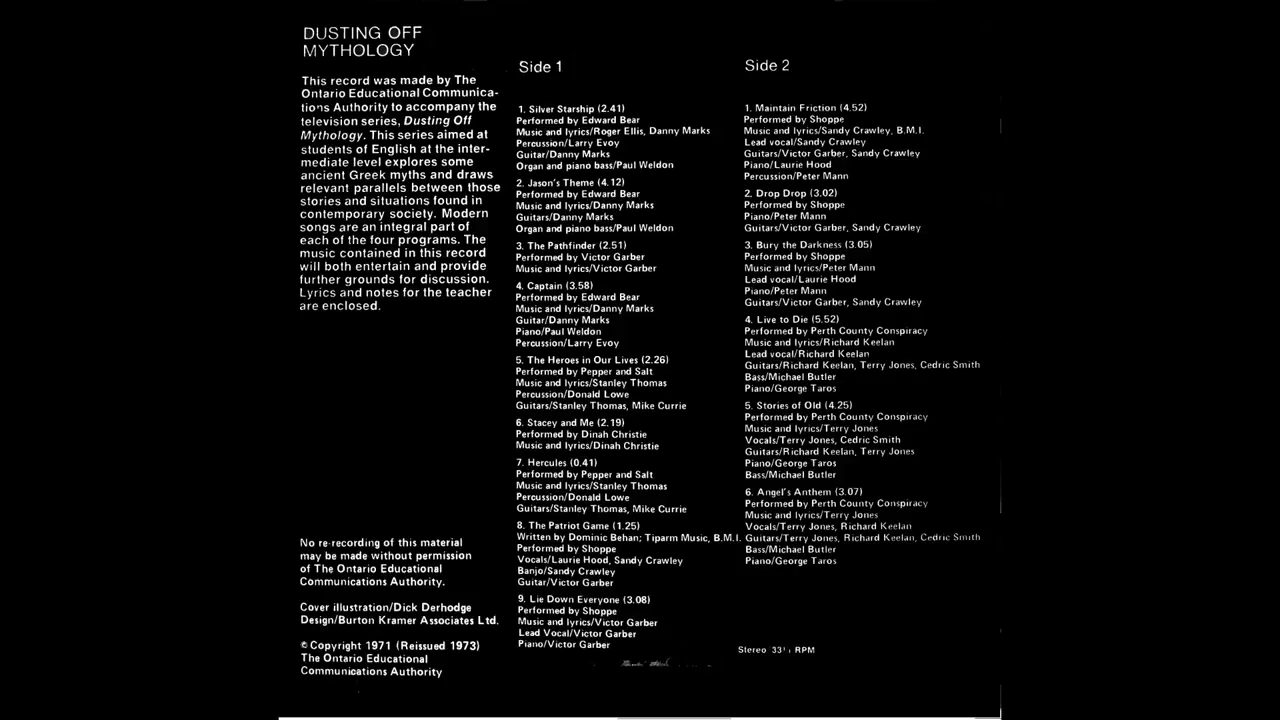 DUSTING OFF
MYTHOLOGY
This record was made by The
Ontario Educational Communica-
tions Authority to accompany the
television series, Dusting Off
Mythology. This series aimed at
students of English at the inter-
mediate level explores some
ancient Greek myths and draws
relevant parallels between those
stories and situations found in
contemporary society. Modern
songs are an integral part of
each of the four programs. The
music contained in this record
will both entertain and provide
further grounds for discussion.
Lyrics and notes for the teacher
are enclosed.
No re-recording of this material
may be made without permission
of The Ontario Educational
Communications Authority.
Cover illustration/Dick Derhodge
Design/Burton Kramer Associates Ltd.
© Copyright 1971 (Reissued 1973)
The Ontario Educational
Communications Authority
Side 1
1. Silver Starship (2.41)
Performed by Edward Bear
Music and lyrics/Roger Ellis, Danny Marks
Percussion/Larry Evoy
Guitar/Danny Marks
Organ and piano bass/Paul Weldon
2. Jason's Theme (4.12)
Performed by Edward Bear
Music and lyrics/Danny Marks
Guitars/Danny Marks
Organ and piano bass/Paul Weldon
3. The Pathfinder (2.51)
Performed by Victor Garber
Music and lyrics/Victor Garber
4. Captain (3.58)
Performed by Edward Bear
Music and lyrics/Danny Marks
Guitar/Danny Marks
Piano/Paul Weldon
Percussion/Larry Evoy
5. The Heroes in Our Lives (2.26)
Performed by Pepper and Salt
Music and lyrics/Stanley Thomas
Percussion/Donald Lowe
Guitars/Stanley Thomas, Mike Currie
6. Stacey and Me (2.19)
Performed by Dinah Christie
Music and lyrics/Dinah Christie
7. Hercules (0.41)
Performed by Pepper and Salt
Music and lyrics/Stanley Thomas
Percussion/Donald Lowe
Guitars/Stanley Thomas, Mike Currie
8. The Patriot Game (1.25)
Written by Dominic Behan; Tiparm Music, B.M.I.
Performed by Shoppe
Vocals/Laurie Hood, Sandy Crawley
Banjo/Sandy Crawley
Guitar/Victor Garber
9. Lie Down Everyone (3.08)
Performed by Shoppe
Music and lyrics/Victor Garber
Lead Vocal/Victor Garber
Piano/Victor Garber
Side 2
1. Maintain Friction (4.52)
Performed by Shoppe
Music and lyrics/Sandy Crawley, B.M.I.
Lead vocal/Sandy Crawley
Guitars/Victor Garber, Sandy Crawley
Piano/Laurie Hood
Percussion/Peter Mann
2. Drop Drop (3.02)
Performed by Shoppe
Piano/Peter Mann
Guitars/Victor Garber, Sandy Crawley
3. Bury the Darkness (3.05)
Performed by Shoppe
Music and lyrics/Peter Mann
Lead vocal/Laurie Hood
Piano/Peter Mann
Guitars/Victor Garber, Sandy Crawley
4. Live to Die (5.52)
Performed by Perth County Conspiracy
Music and lyrics/Richard Keelan
Lead vocal/Richard Keelan
Guitars/Richard Keelan, Terry Jones, Cedric Smith
Bass/Michael Butler
Piano/George Taros
5. Stories of Old (4.25)
Performed by Perth County Conspiracy
Music and lyrics/Terry Jones
Vocals/Terry Jones, Cedric Smith
Guitars/Richard Keelan, Terry Jones
Piano/George Taros
Bass/Michael Butler
6. Angel's Anthem (3.07)
Performed by Perth County Conspiracy
Music and lyrics/Terry Jones
Vocals/Terry Jones, Richard Keelan
Guitars/Terry Jones, Richard Keelan, Cedric Smith
Bass/Michael Butler
Piano/George Taros
Stereo RPM